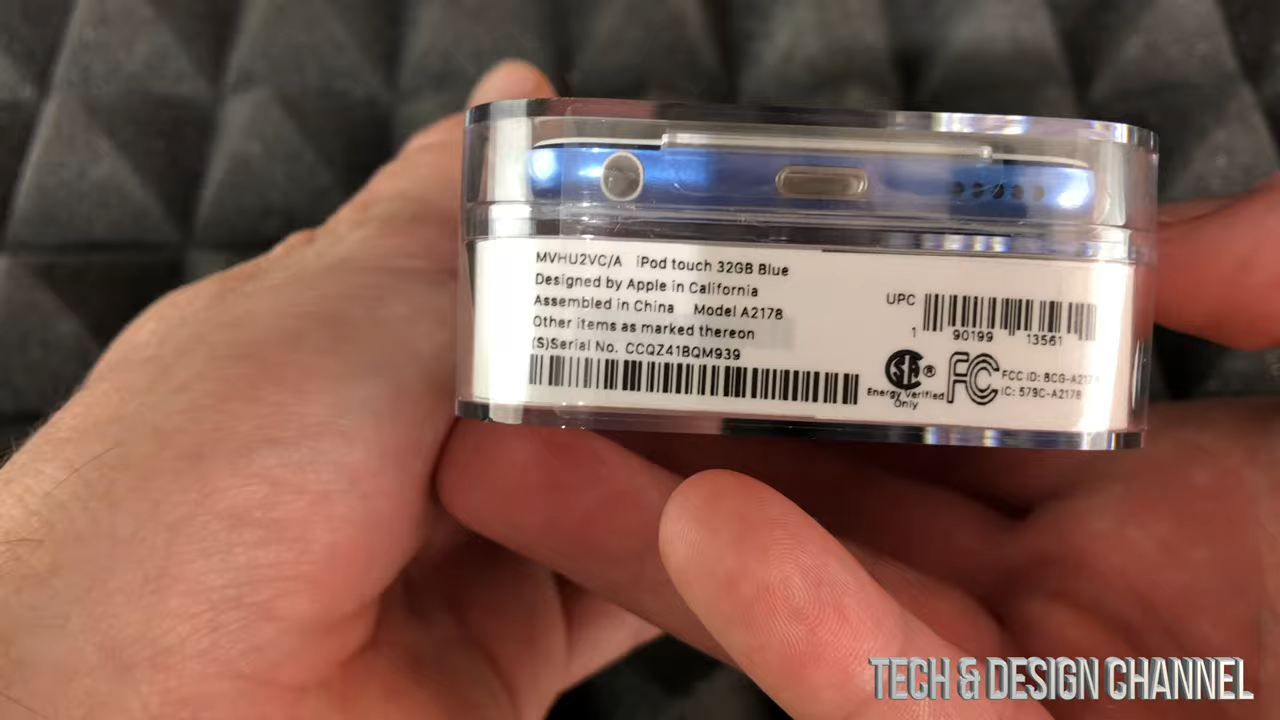 MVHU2VC/A iPod touch 32GB Blue
Designed by Apple in California
Assembled in China Model A2178
Other items as marked thereon
(S)Serial No. CCQZ41BQM939
UPC
1 90199 13561
SA ®
Energy Verified
Only
FC
FCC ID: BCG-A2178
IC: 579C-A2178
TECH & DESIGN CHANNEL